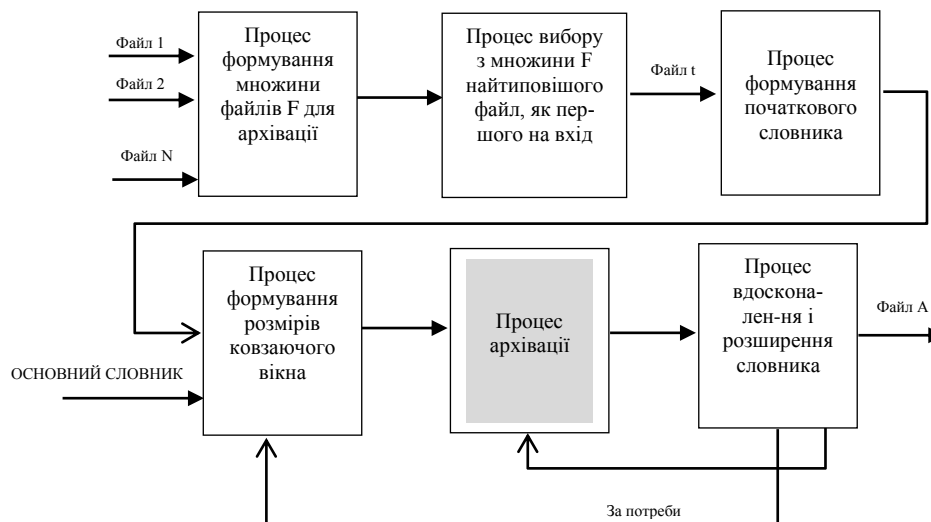 Файл 1
Файл 2
Файл N
Процес
формування
множини
файлів F для
архівації
Процес вибору
з множини F
найтиповішого
файл, як пер-
шого на вхід
Файл t
Процес
формування
початкового
словника
ОСНОВНИЙ СЛОВНИК
Процес
формування
розмірів
ковзаючого
вікна
Процес
архівації
Процес
вдоскона-
лен-ня і
розширення
словника
Файл А
За потреби